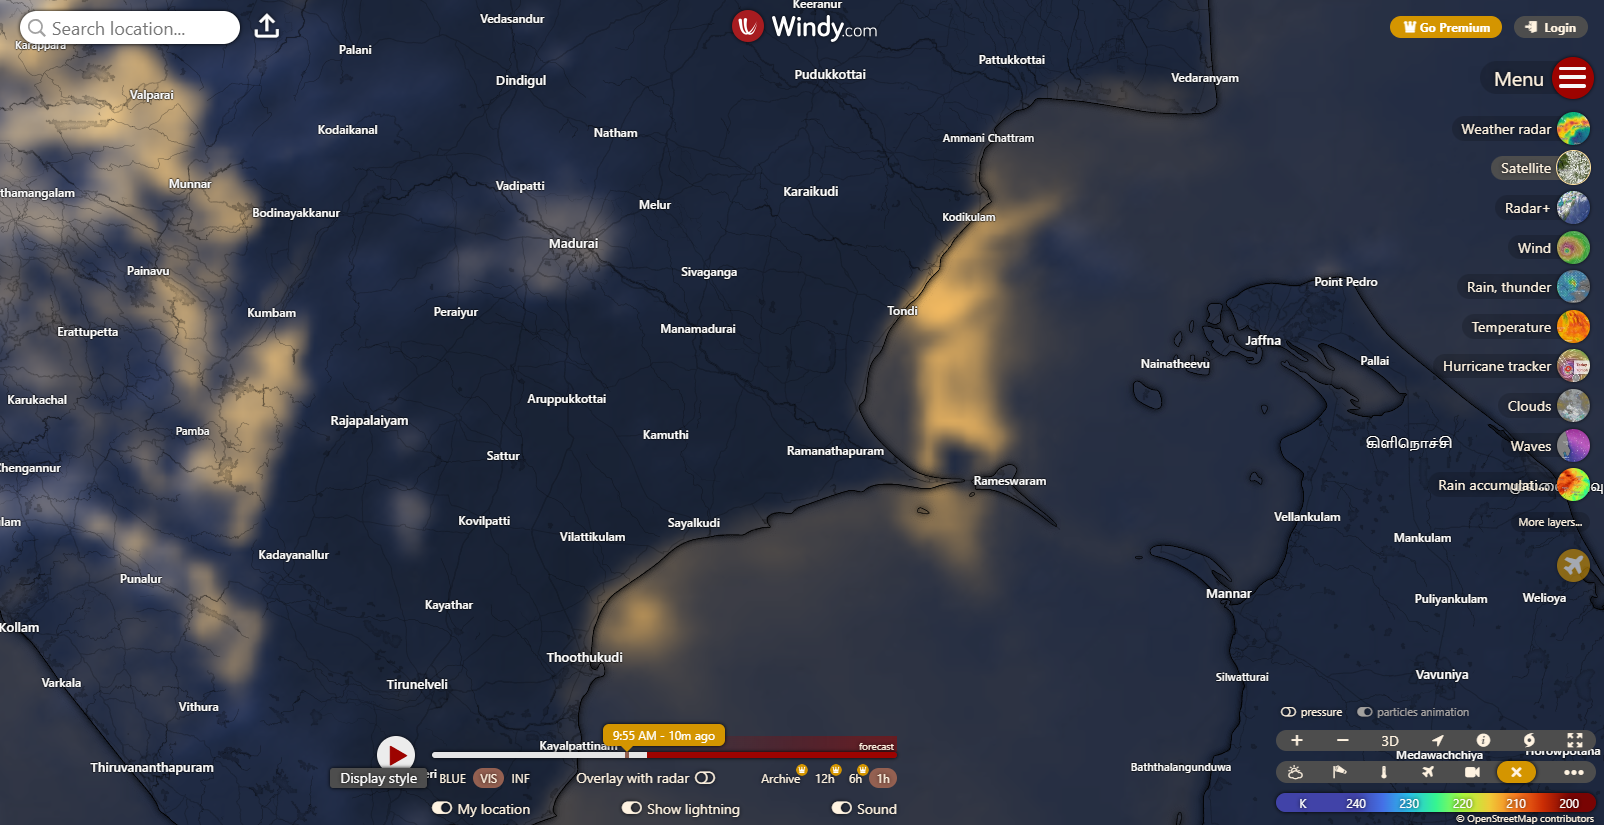 Search location...
Windy.com
Go Premium
Login
Menu
Weather radar
Satellite
Radar+
Wind
Rain, thunder
Temperature
Hurricane tracker
Clouds
Waves
Rain accumulati...
More layers...
Keeranur
Vedasandur
Karappara
Palani
Pattukkottai
Dindigul
Pudukkottai
Vedaranyam
Valparai
Kodaikanal
Natham
Ammani Chattram
Munnar
Vadipatti
Karaikudi
thamangalam
Melur
Bodinayakkanur
Kodikulam
Madurai
Painavu
Sivaganga
Point Pedro
Kumbam
Peraiyur
Tondi
Erattupetta
Manamadurai
Jaffna
Nainatheevu
Pallai
Karukachal
Aruppukkottai
Rajapalaiyam
Pamba
Kamuthi
கிளிநொச்சி
Sattur
Ramanathapuram
Chengannur
Rameswaram
lam
Kovilpatti
Sayalkudi
Vellankulam
Vilattikulam
Mankulam
Kadayanallur
Punalur
Mannar
Puliyankulam
Welioya
Kayathar
Kollam
Thoothukudi
Vavuniya
Varkala
Tirunelveli
Silwatturai
Vithura
Kayalpattinam
Thiruvananthapuram
Baththalangunduwa
Medawachchiya
Horowpotana
9:55 AM - 10m ago
forecast
Display style
eri
BLUE
VIS
INF
Overlay with radar
Archive
12h
6h
1h
My location
Show lightning
Sound
pressure
particles animation
3D
K
240
230
220
210
200
© OpenStreetMap contributors